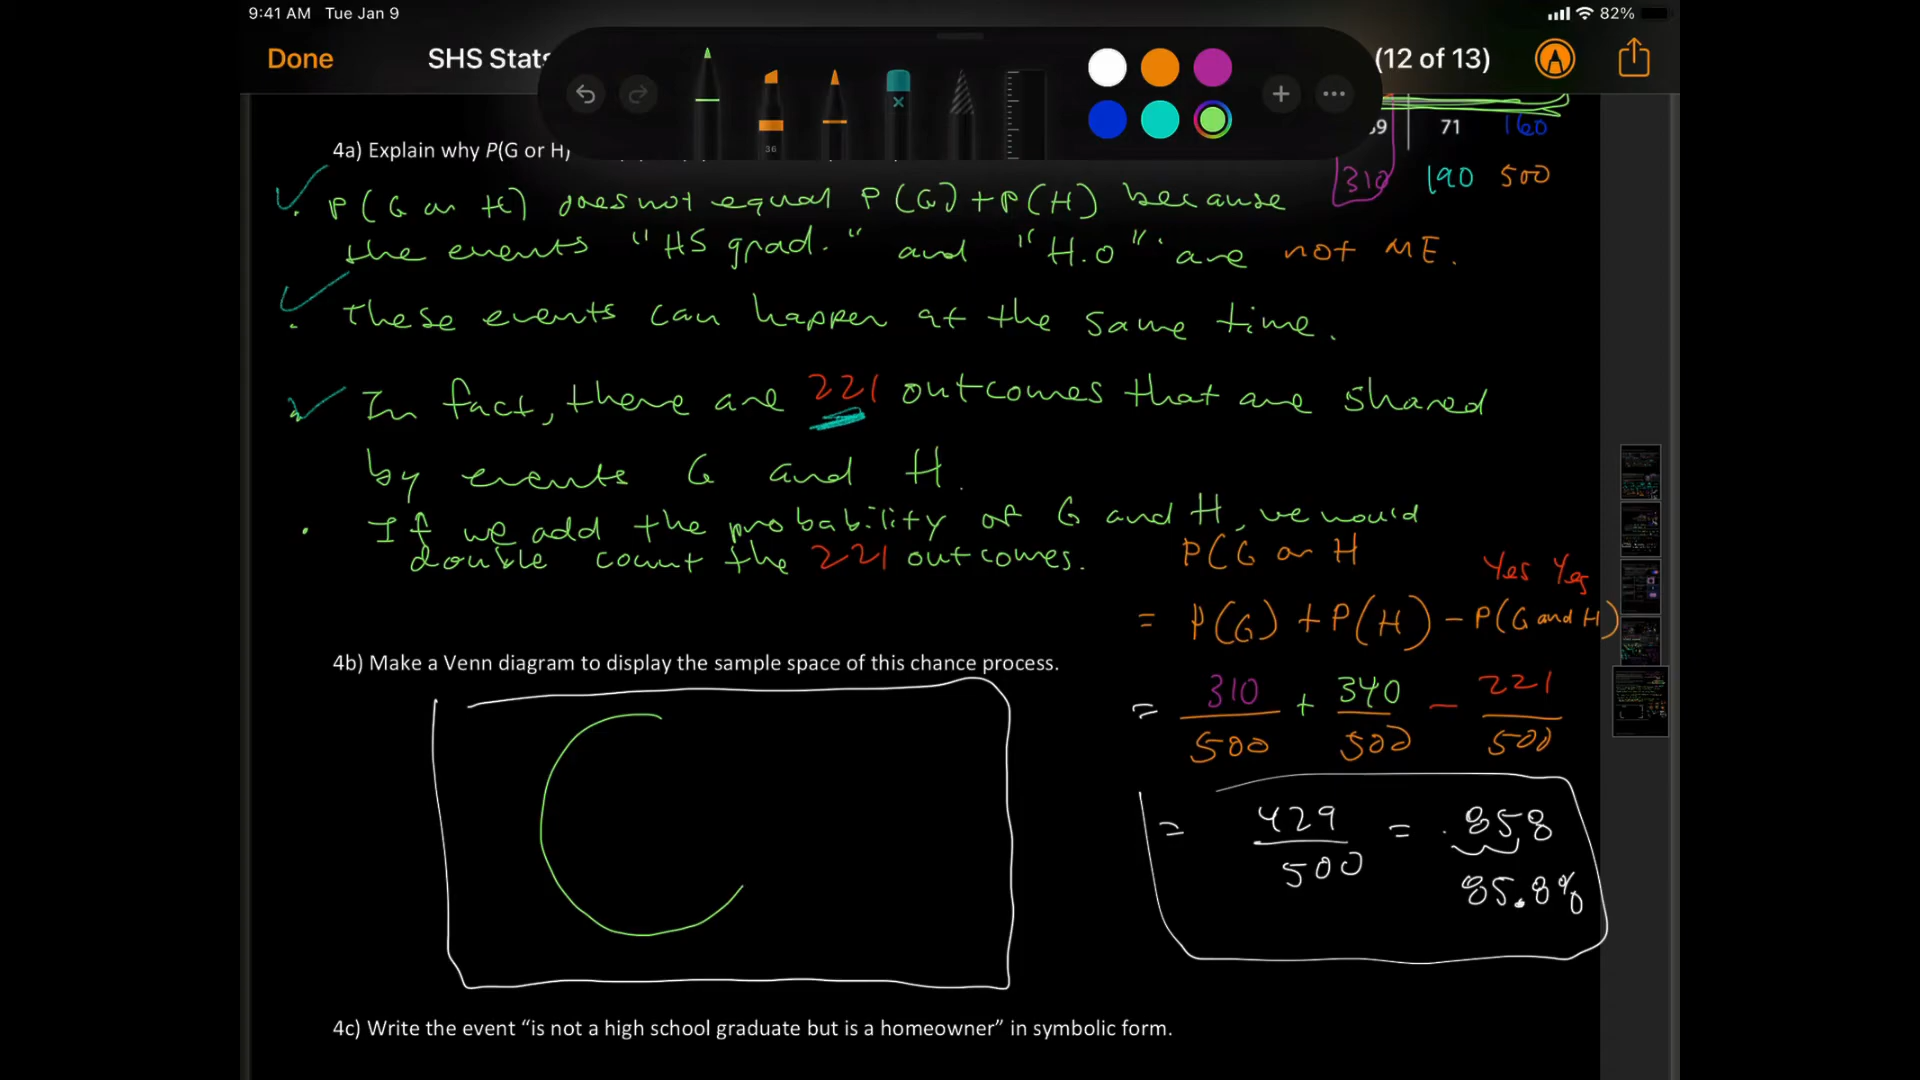 9:41 AM Tue Jan 9
82%
Done
SHS Stats
(12 of 13)
36
71 160
310 190 500
4a) Explain why P(G or H)
P(G or H) does not equal P(G)+P(H) because
the events "HS grad." and "H.O". are not ME.
These events can happen at the same time.
In fact, there are 221 outcomes that are shared
by events G and H.
If we add the probability of G and H, we would
double count the 221 outcomes.
P(G or H
Yes Yes
= P(G) + P(H) - P(G and H)
= 310/500 + 340/500 - 221/500
= 429/500 = .858
85.8%
4b) Make a Venn diagram to display the sample space of this chance process.
4c) Write the event “is not a high school graduate but is a homeowner” in symbolic form.